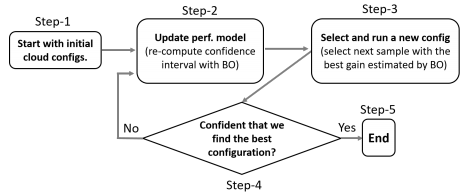 Step-1
Start with initial
cloud configs.
Step-2
Update perf. model
(re-compute confidence
interval with BO)
Step-3
Select and run a new config
(select next sample with the
best gain estimated by BO)
Confident that we
find the best
configuration?
Step-4
No
Yes
Step-5
End